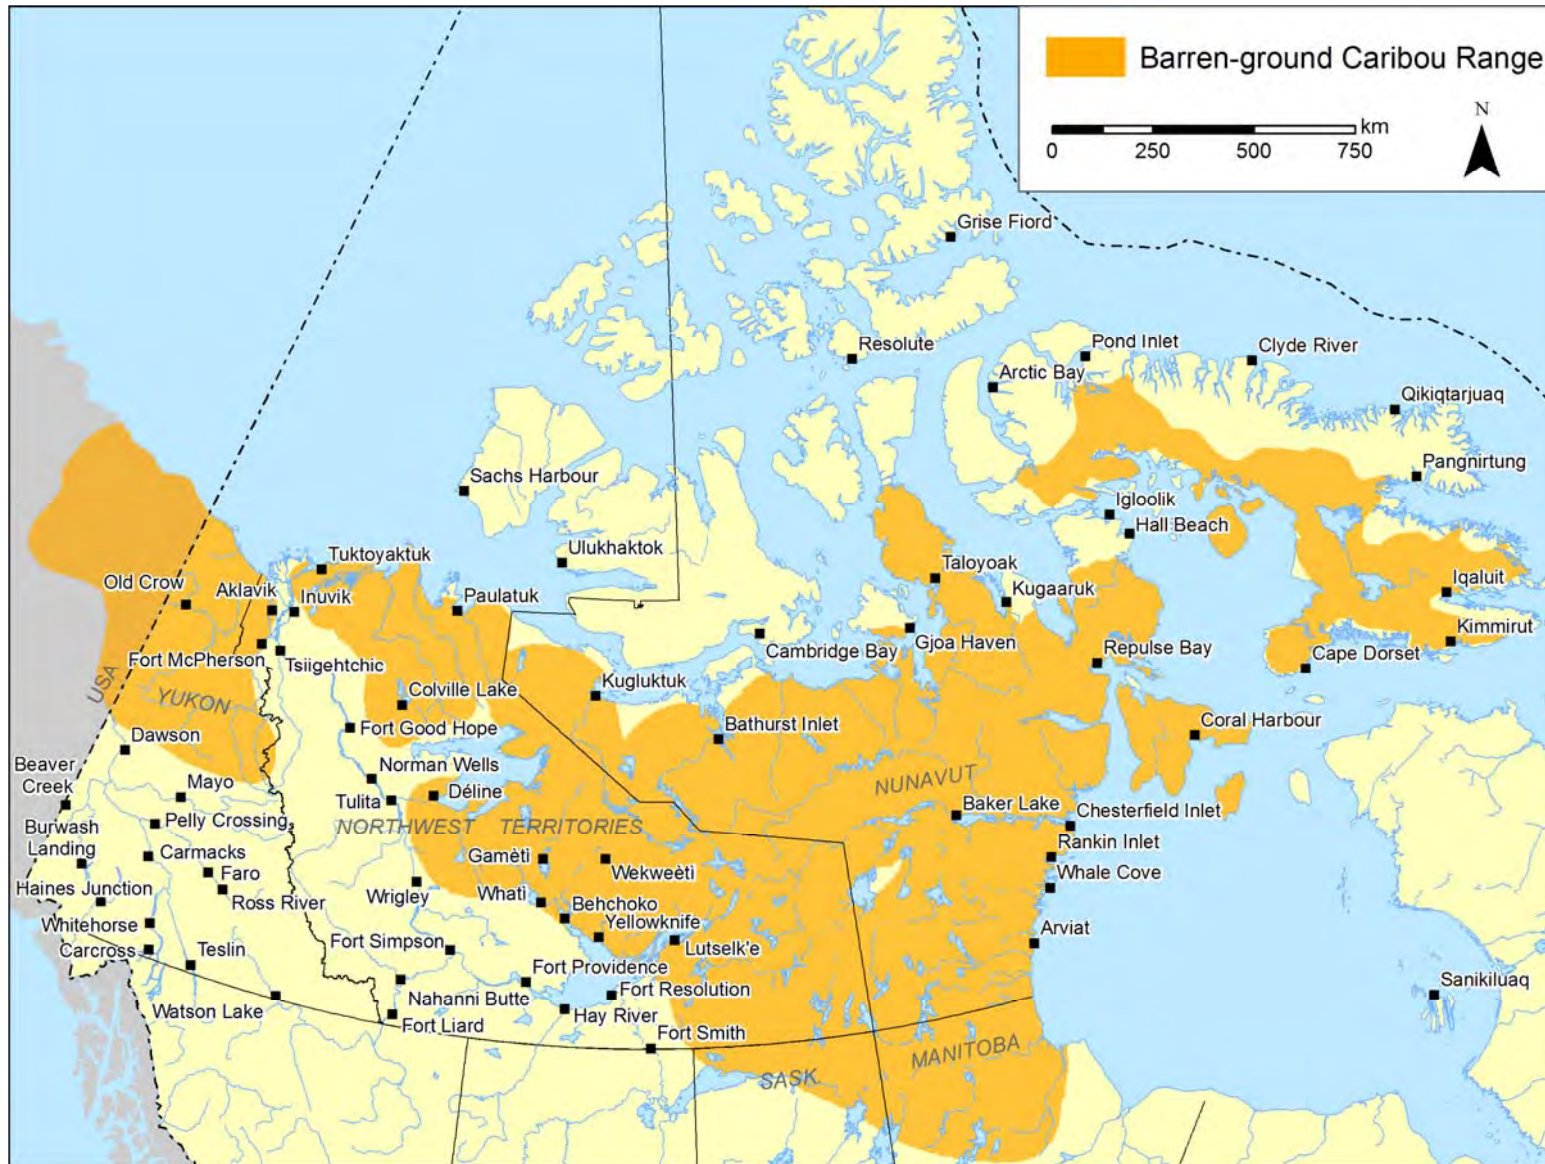 Barren-ground Caribou Range
km
0 250 500 750
N
Grise Fiord
Resolute
Pond Inlet
Clyde River
Arctic Bay
Qikiqtarjuaq
Pangnirtung
Sachs Harbour
Igloolik
Hall Beach
Ulukhaktok
Tuktoyaktuk
Old Crow
Aklavik
Inuvik
Paulatuk
Taloyoak
Kugaaruk
Iqaluit
Cambridge Bay
Gjoa Haven
Repulse Bay
Kimmirut
Cape Dorset
Fort McPherson
Tsiigehtchic
USA
YUKON
Colville Lake
Kugluktuk
Fort Good Hope
Bathurst Inlet
Coral Harbour
Dawson
Norman Wells
NUNAVUT
Beaver
Creek
Mayo
Tulita
Déline
Baker Lake
Chesterfield Inlet
Pelly Crossing
NORTHWEST TERRITORIES
Burwash
Landing
Carmacks
Gamètì
Wekweètì
Rankin Inlet
Whale Cove
Faro
Haines Junction
Ross River
Wrigley
Whatì
Behchoko
Whitehorse
Yellowknife
Carcross
Teslin
Fort Simpson
Lutselk'e
Arviat
Fort Providence
Sanikiluaq
Watson Lake
Nahanni Butte
Fort Resolution
Fort Liard
Hay River
Fort Smith
MANITOBA
SASK.